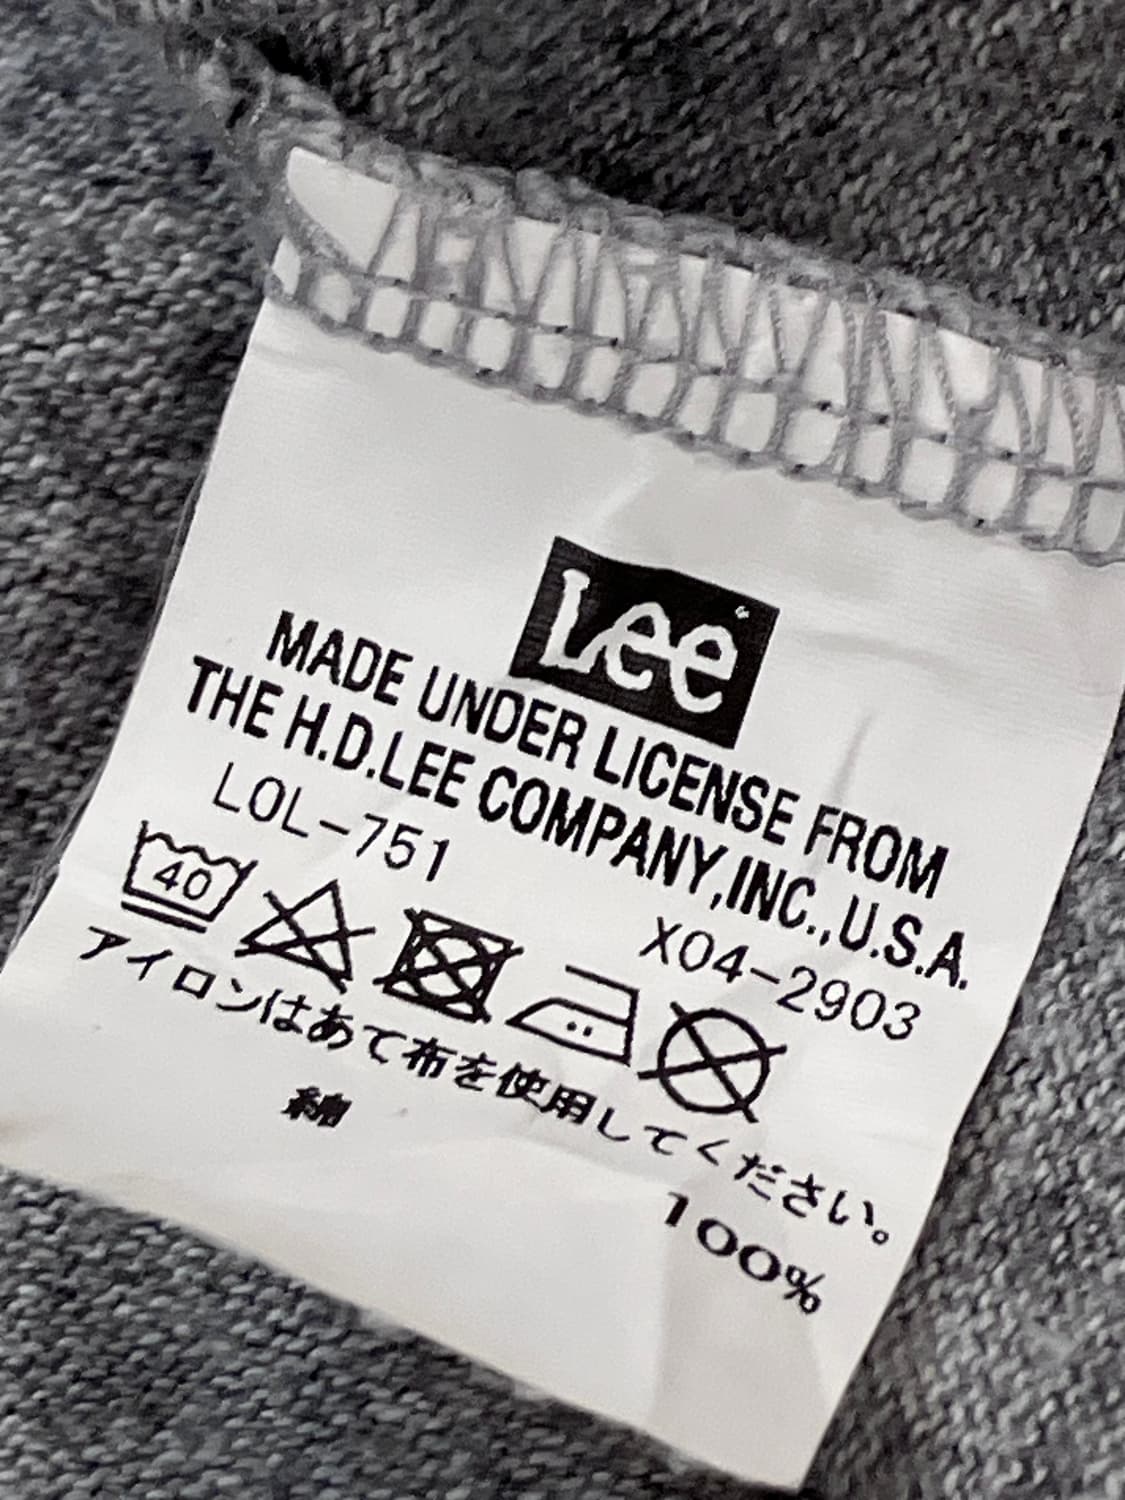 Lee®
MADE UNDER LICENSE FROM
THE H.D.LEE COMPANY,INC.,U.S.A.
LOL-751 X04-2903
40
アイロンはあて布を使用してください。
綿 100%